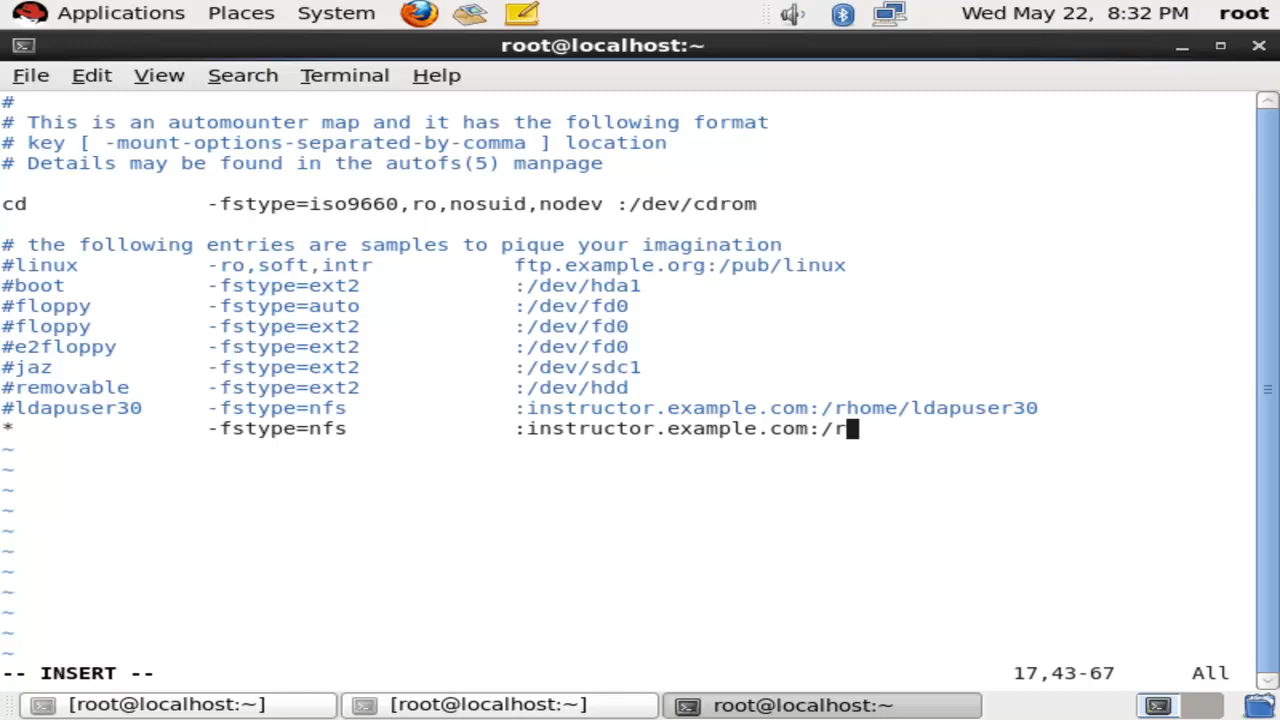 Applications Places System Wed May 22, 8:32 PM root
root@localhost:~
File Edit View Search Terminal Help
#
# This is an automounter map and it has the following format
# key [ -mount-options-separated-by-comma ] location
# Details may be found in the autofs(5) manpage
cd -fstype=iso9660,ro,nosuid,nodev :/dev/cdrom
# the following entries are samples to pique your imagination
#linux -ro,soft,intr ftp.example.org:/pub/linux
#boot -fstype=ext2 :/dev/hda1
#floppy -fstype=auto :/dev/fd0
#floppy -fstype=ext2 :/dev/fd0
#e2floppy -fstype=ext2 :/dev/fd0
#jaz -fstype=ext2 :/dev/sdc1
#removable -fstype=ext2 :/dev/hdd
#ldapuser30 -fstype=nfs :instructor.example.com:/rhome/ldapuser30
* -fstype=nfs :instructor.example.com:/r
~
~
~
~
~
~
~
~
~
~
~
-- INSERT -- 17,43-67 All
[root@localhost:~] [root@localhost:~] root@localhost:~